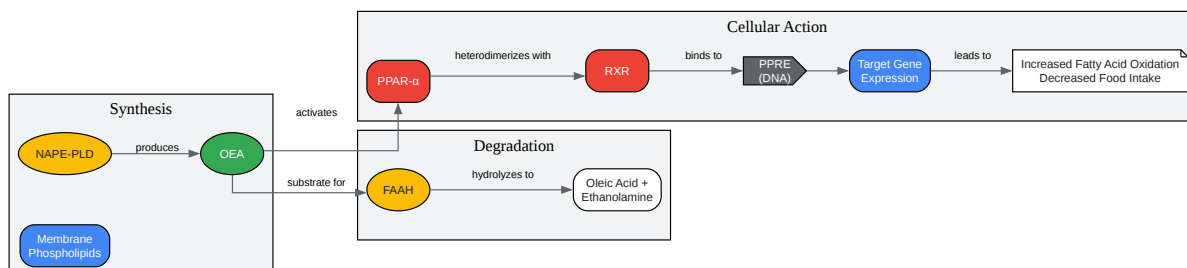 Cellular Action
heterodimerizes with
binds to
leads to
PPAR-α
RXR
PPRE
(DNA)
Target Gene
Expression
Increased Fatty Acid Oxidation
Decreased Food Intake
Synthesis
activates
NAPE-PLD
produces
OEA
Degradation
substrate for
FAAH
hydrolyzes to
Oleic Acid +
Ethanolamine
Membrane
Phospholipids